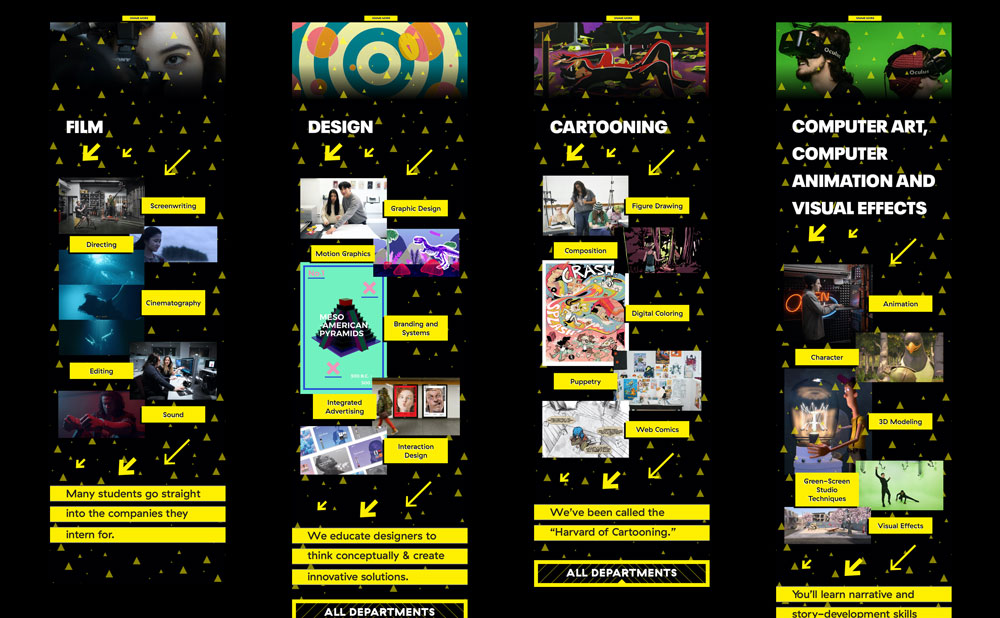 FILM
Screenwriting
Directing
Cinematography
Editing
Sound
Many students go straight
into the companies they
intern for.
DESIGN
Graphic Design
Motion Graphics
No.1
MESO
AMERICAN
PYRAMIDS
Branding and
Systems
Integrated
Advertising
Interaction
Design
We educate designers to
think conceptually & create
innovative solutions.
ALL DEPARTMENTS
CARTOONING
Figure Drawing
Composition
CRASH
Digital Coloring
Puppetry
Web Comics
We've been called the
“Harvard of Cartooning.”
ALL DEPARTMENTS
Oculus
Oculus
COMPUTER ART,
COMPUTER
ANIMATION AND
VISUAL EFFECTS
OPEN
Animation
Character
3D Modeling
Green-Screen
Studio
Techniques
Visual Effects
You'll learn narrative and
story-development skills